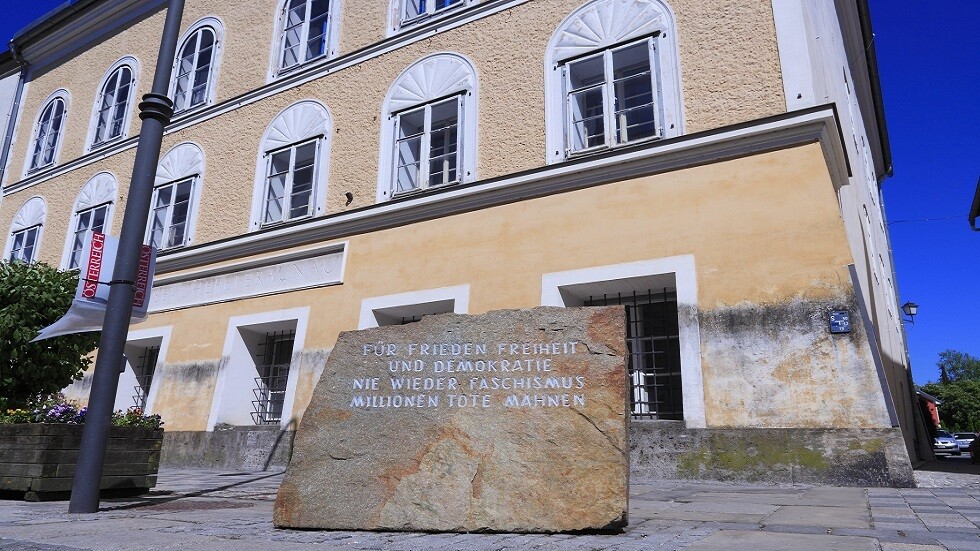 ÖSTERREICH
ÖSTERREICH
FÜR FRIEDEN FREIHEIT
UND DEMOKRATIE
NIE WIEDER FASCHISMUS
MILLIONEN TOTE MAHNEN